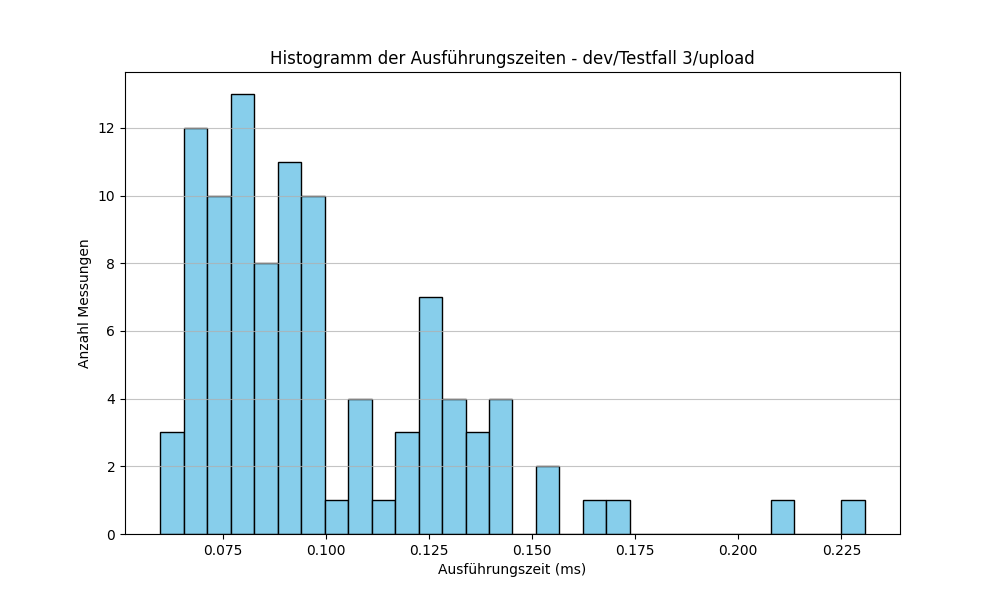 Histogramm der Ausführungszeiten - dev/Testfall 3/upload
Anzahl Messungen
12
10
8
6
4
2
0
0.075 0.100 0.125 0.150 0.175 0.200 0.225
Ausführungszeit (ms)